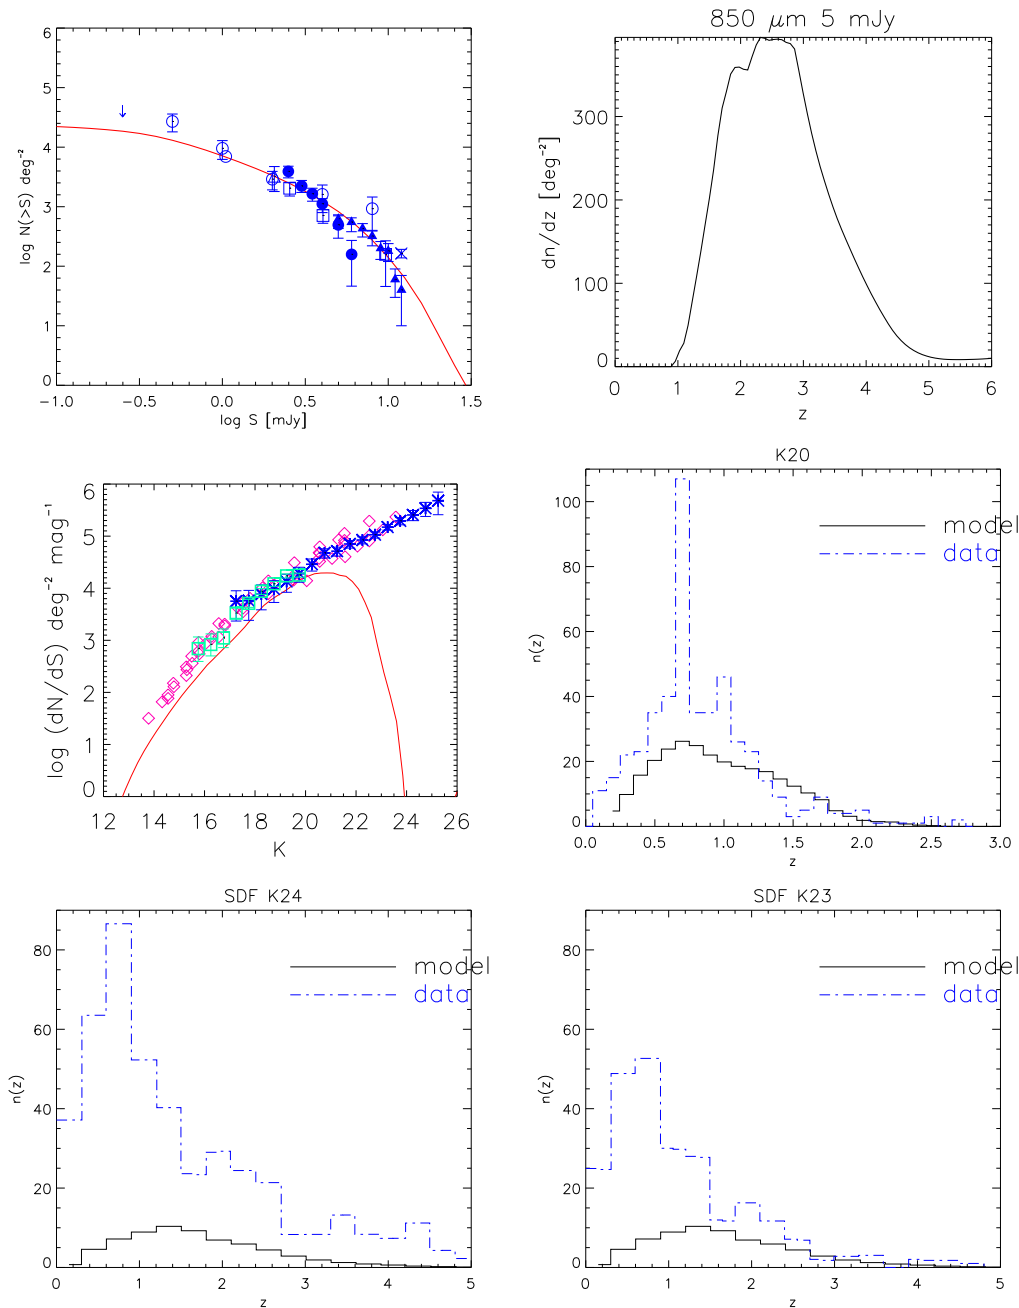 850 μm 5 mJy
log N(>S) deg⁻²
6
5
4
3
2
1
0
-1.0 -0.5 0.0 0.5 1.0 1.5
log S [mJy]
dn/dz [deg⁻²]
300
200
100
0
0 1 2 3 4 5 6
z
log (dN/dS) deg⁻² mag⁻¹
6
5
4
3
2
1
0
12 14 16 18 20 22 24 26
K
K20
n(z)
100
80
60
40
20
0
model
data
0.0 0.5 1.0 1.5 2.0 2.5 3.0
z
SDF K24
n(z)
80
60
40
20
0
model
data
0 1 2 3 4 5
z
SDF K23
n(z)
80
60
40
20
0
model
data
0 1 2 3 4 5
z